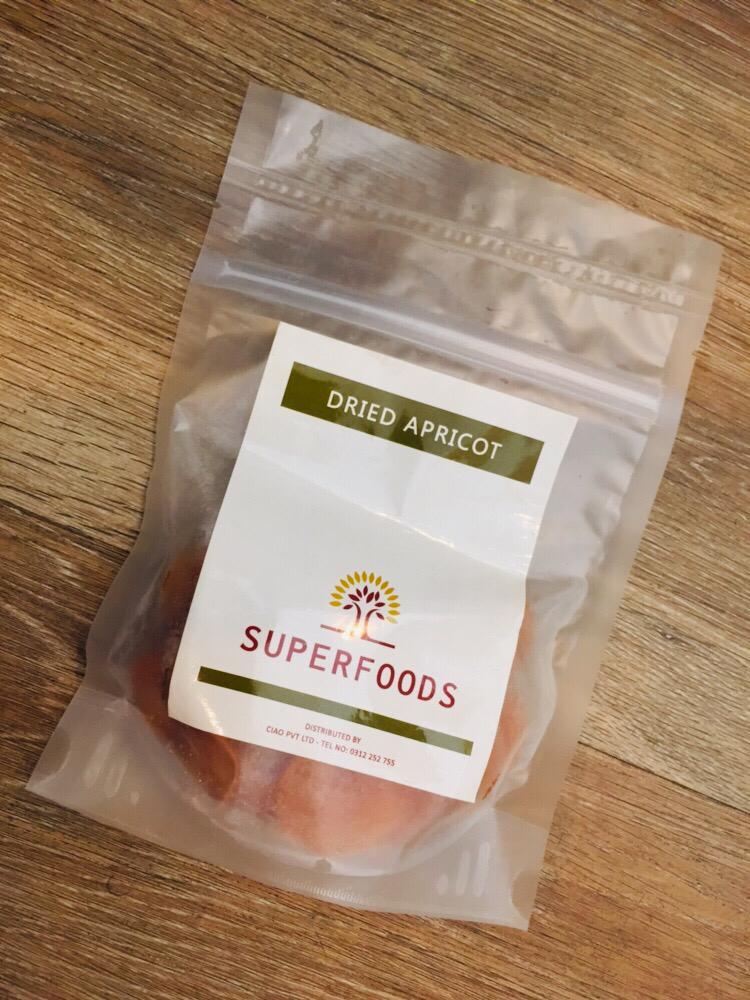 DRIED APRICOT
SUPERFOODS
DISTRIBUTED BY
CIAO PVT LTD - TEL NO: 0312 252 755